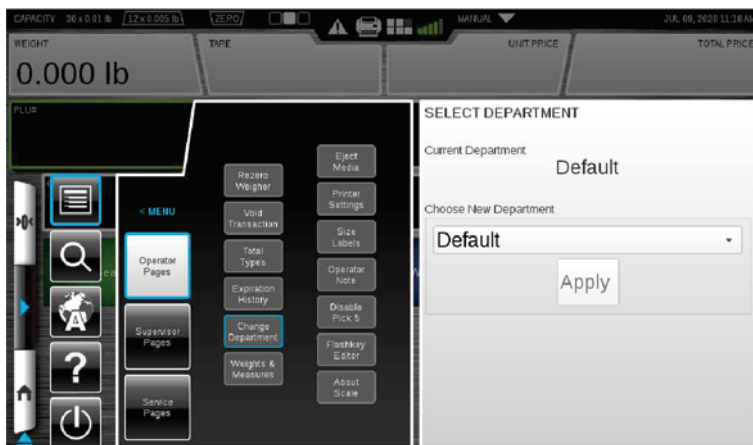 CAPACITY 30 x 0.01 lb /12 x 0.005 lb\ \ZERO/ MANUAL JUL 09, 2020 11:18 AM
WEIGHT TARE UNIT PRICE TOTAL PRICE
0.000 lb
PLU#
< MENU
Operator
Pages
Supervisor
Pages
Service
Pages
Rezero
Weigher
Void
Transaction
Total
Types
Expiration
History
Change
Department
Weights &
Measures
Eject
Media
Printer
Settings
Size
Labels
Operator
Note
Disable
Pick 5
Flashkey
Editor
About
Scale
SELECT DEPARTMENT
Current Department
Default
Choose New Department
Default
Apply